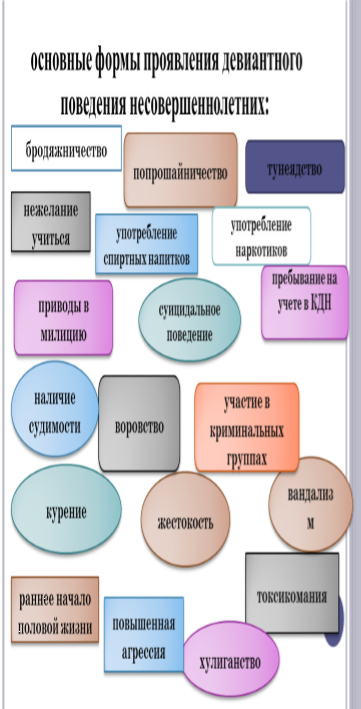 основные формы проявления девиантного
поведения несовершеннолетних:
бродяжничество
попрошайничество
тунеядство
нежелание
учиться
употребление
спиртных напитков
употребление
наркотиков
приводы в
милицию
суицидальное
поведение
пребывание на
учете в КДН
наличие
судимости
воровство
участие в
криминальных
группах
курение
жестокость
вандализ
м
раннее начало
половой жизни
повышенная
агрессия
хулиганство
токсикомания